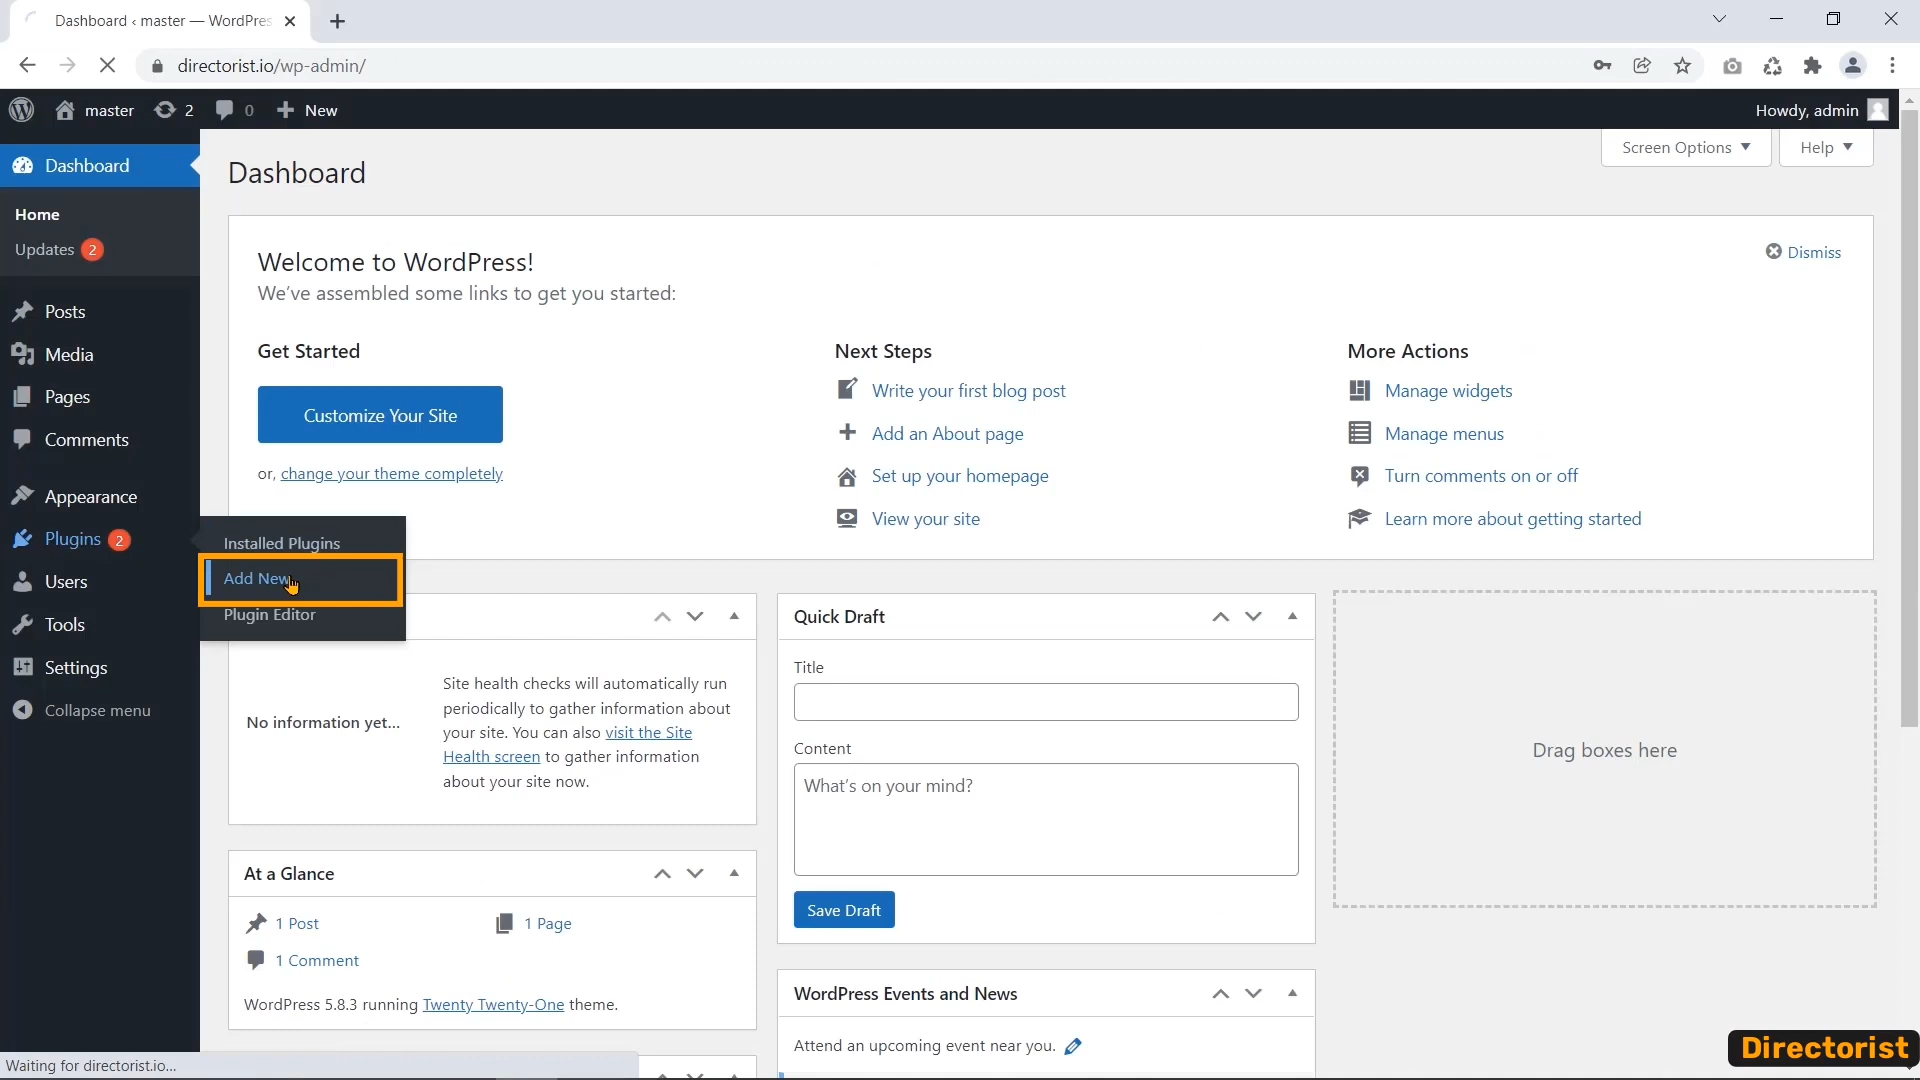 Dashboard ‹ master — WordPres
directorist.io/wp-admin/
master 2 0 New
Howdy, admin
Dashboard
Home
Updates 2
Posts
Media
Pages
Comments
Appearance
Plugins 2
Users
Tools
Settings
Collapse menu
Installed Plugins
Add New
Plugin Editor
Dashboard
Screen Options
Help
Welcome to WordPress!
We've assembled some links to get you started:
Dismiss
Get Started
Customize Your Site
or, change your theme completely
Next Steps
Write your first blog post
Add an About page
Set up your homepage
View your site
More Actions
Manage widgets
Manage menus
Turn comments on or off
Learn more about getting started
No information yet...
Site health checks will automatically run
periodically to gather information about
your site. You can also visit the Site
Health screen to gather information
about your site now.
At a Glance
1 Post
1 Page
1 Comment
WordPress 5.8.3 running Twenty Twenty-One theme.
Quick Draft
Title
Content
What's on your mind?
Save Draft
WordPress Events and News
Attend an upcoming event near you.
Drag boxes here
Waiting for directorist.io...
Directorist